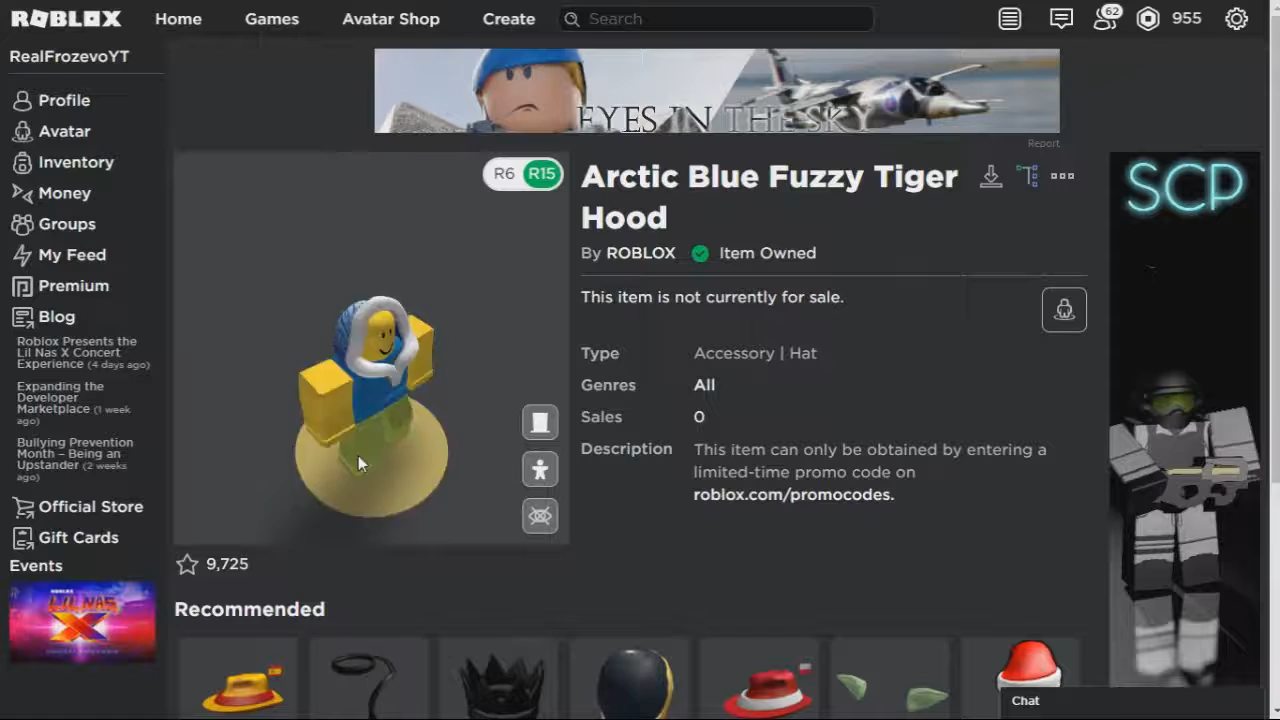 ROBLOX
Home
Games
Avatar Shop
Create
Search
62
955
RealFrozevoYT
Profile
Avatar
Inventory
Money
Groups
My Feed
Premium
Blog
Roblox Presents the
Lil Nas X Concert
Experience (4 days ago)
Expanding the
Developer
Marketplace (1 week
ago)
Bullying Prevention
Month – Being an
Upstander (2 weeks
ago)
Official Store
Gift Cards
Events
ROBLOX
LIL NAS
X
EYES IN THE SKY
Report
R6 R15
Arctic Blue Fuzzy Tiger
Hood
By ROBLOX Item Owned
This item is not currently for sale.
Type Accessory | Hat
Genres All
Sales 0
Description This item can only be obtained by entering a
limited-time promo code on
roblox.com/promocodes.
9,725
Recommended
SCP
Chat